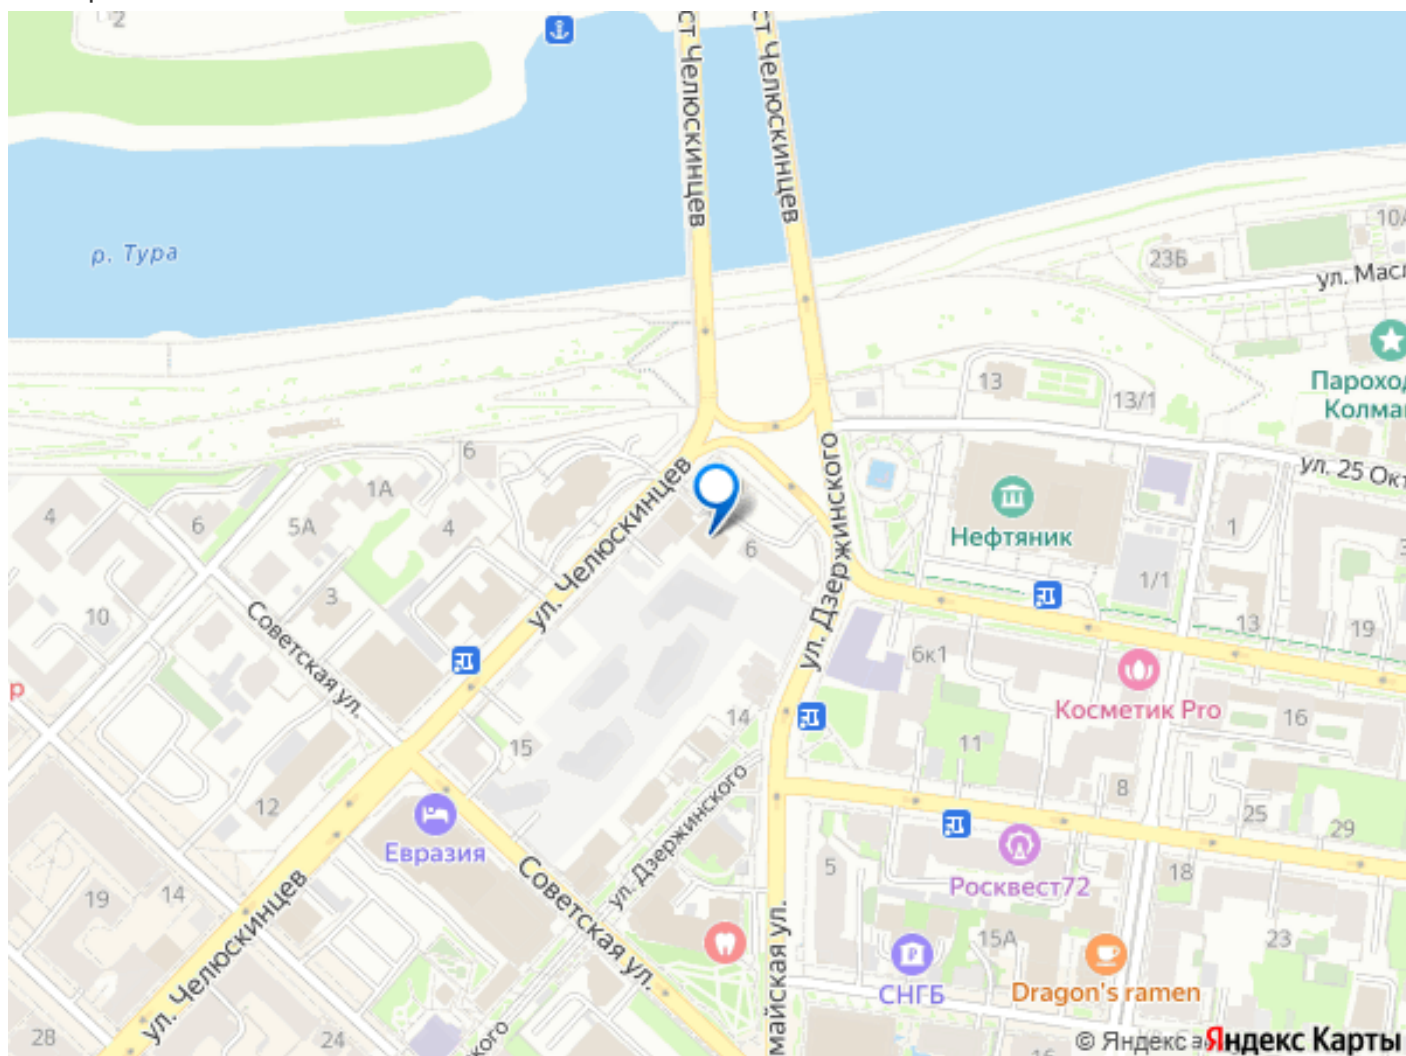 2
ст Челюскинцев
ст Челюскинцев
р. Тура
10А
23Б
ул. Масл
Пароход
Колма
13
13/1
ул. 25 Окт
6
1А
4
6
5А
4
3
10
ул. Челюскинцев
6
ул. Дзержинского
Нефтяник
1
1/1
13
19
Советская ул.
р
6к1
Косметик Pro
16
14
15
11
8
12
Евразия
25
29
ул. Дзержинского
5
Росквест72
18
19
14
Советская ул.
майская ул.
15А
23
СНГБ
Dragon's ramen
ул. Челюскинцев
28
24
кого
16
© Яндекс
Яндекс Карты